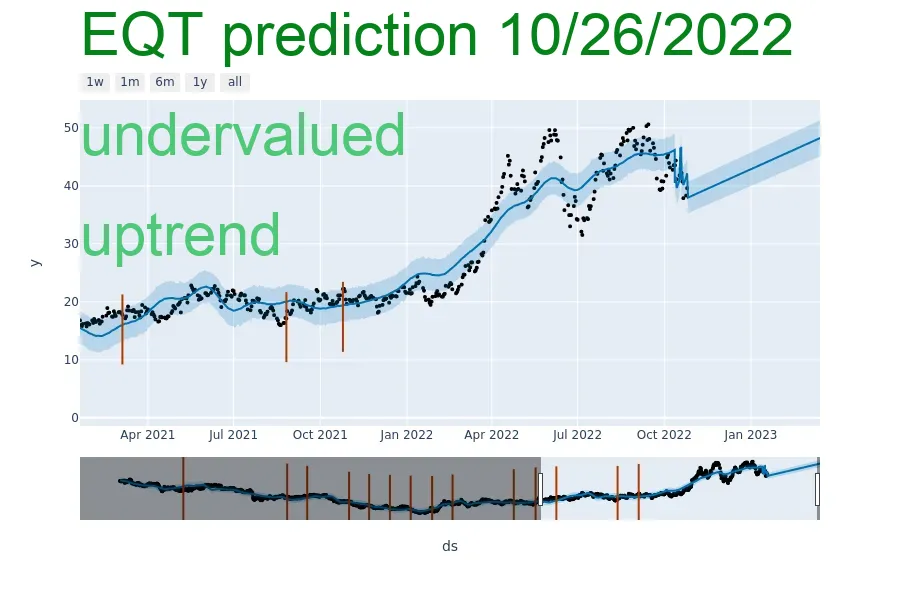 EQT prediction 10/26/2022
1w 1m 6m 1y all
undervalued
uptrend
50
40
30
20
10
0
y
Apr 2021 Jul 2021 Oct 2021 Jan 2022 Apr 2022 Jul 2022 Oct 2022 Jan 2023
ds